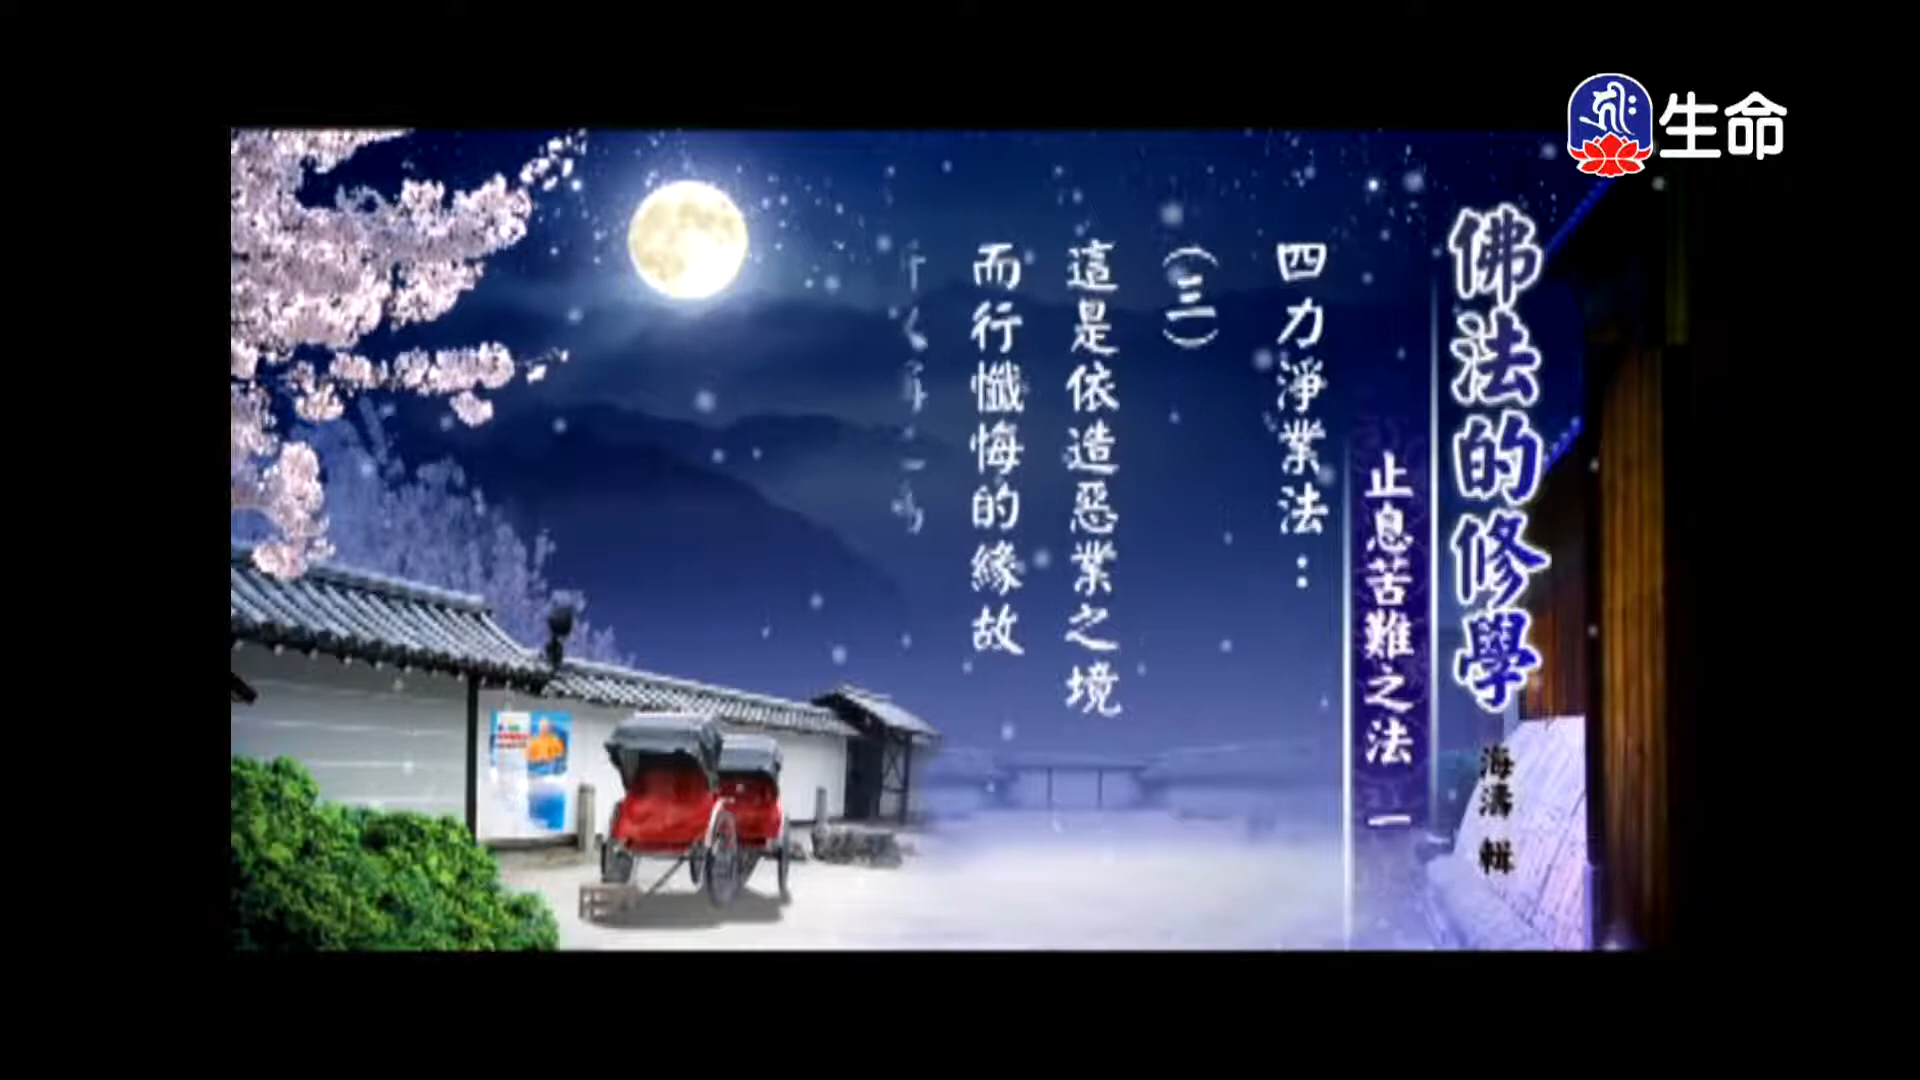 生命
佛法的修學
海濤 輯
止息苦難之法 一
四力淨業法：
（三）
這是依造惡業之境
而行懺悔的緣故